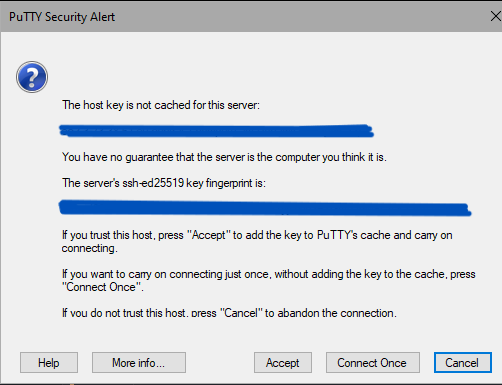 PuTTY Security Alert
The host key is not cached for this server:
You have no guarantee that the server is the computer you think it is.
The server's ssh-ed25519 key fingerprint is:
If you trust this host, press "Accept" to add the key to PuTTY's cache and carry on
connecting.
If you want to carry on connecting just once, without adding the key to the cache, press
"Connect Once".
If you do not trust this host, press "Cancel" to abandon the connection.
Help More info... Accept Connect Once Cancel